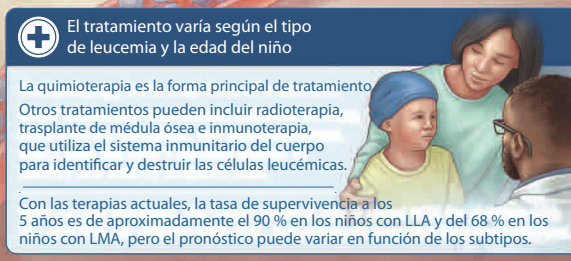 El tratamiento varía según el tipo
de leucemia y la edad del niño
La quimioterapia es la forma principal de tratamiento
Otros tratamientos pueden incluir radioterapia,
trasplante de médula ósea e inmunoterapia,
que utiliza el sistema inmunitario del cuerpo
para identificar y destruir las células leucémicas.
Con las terapias actuales, la tasa de supervivencia a los
5 años es de aproximadamente el 90 % en los niños con LLA y del 68 % en los
niños con LMA, pero el pronóstico puede variar en función de los subtipos.